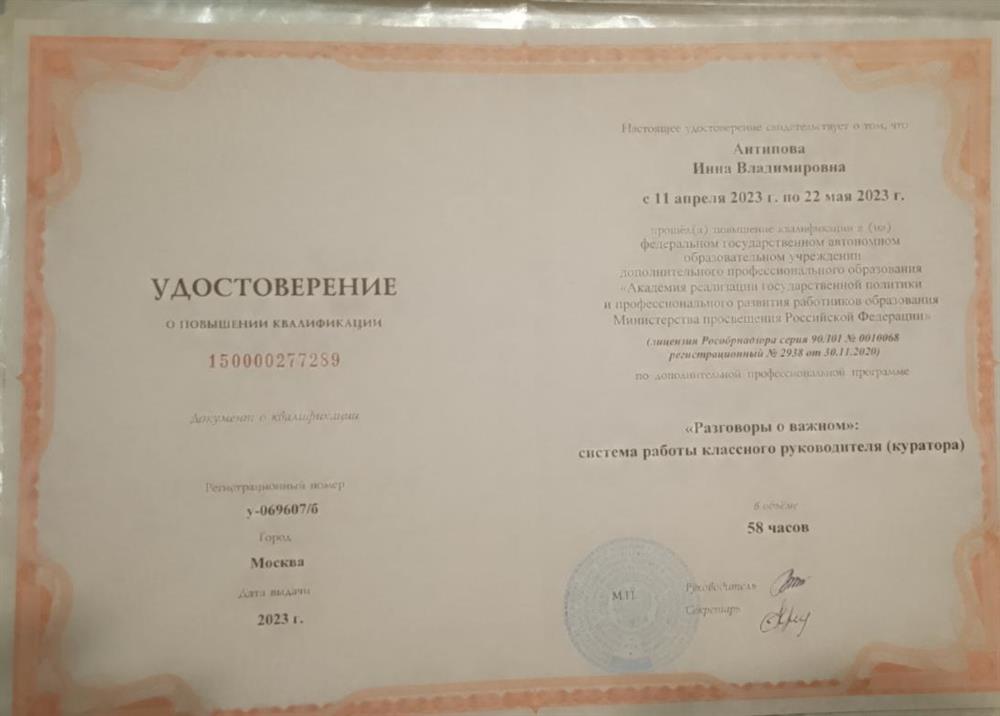 УДОСТОВЕРЕНИЕ
О ПОВЫШЕНИИ КВАЛИФИКАЦИИ
150000277289
Документ о квалификации
Регистрационный номер
у-069607/б
Город
Москва
Дата выдачи
2023 г.
Настоящее удостоверение свидетельствует о том, что
Антипова
Инна Владимировна
с 11 апреля 2023 г. по 22 мая 2023 г.
прошёл(а) повышение квалификации в (на)
федеральном государственном автономном
образовательном учреждении
дополнительного профессионального образования
«Академия реализации государственной политики
и профессионального развития работников образования
Министерства просвещения Российской Федерации»
(лицензия Рособрнадзора серия 90Л01 № 0010068
регистрационный № 2938 от 30.11.2020)
по дополнительной профессиональной программе
«Разговоры о важном»:
система работы классного руководителя (куратора)
в объёме
58 часов
М.П.
Руководитель
Секретарь